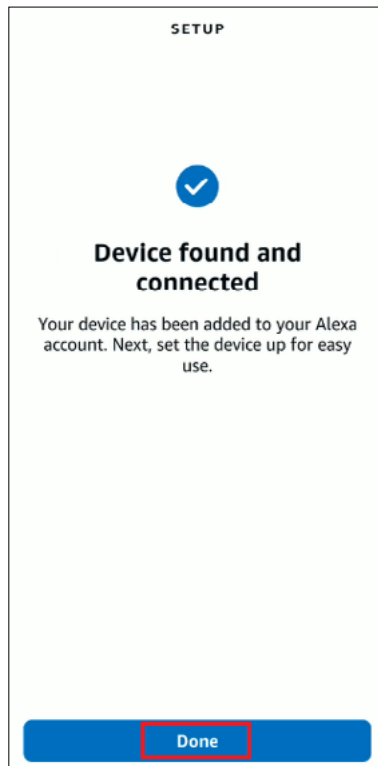 SETUP
Device found and
connected
Your device has been added to your Alexa
account. Next, set the device up for easy
use.
Done